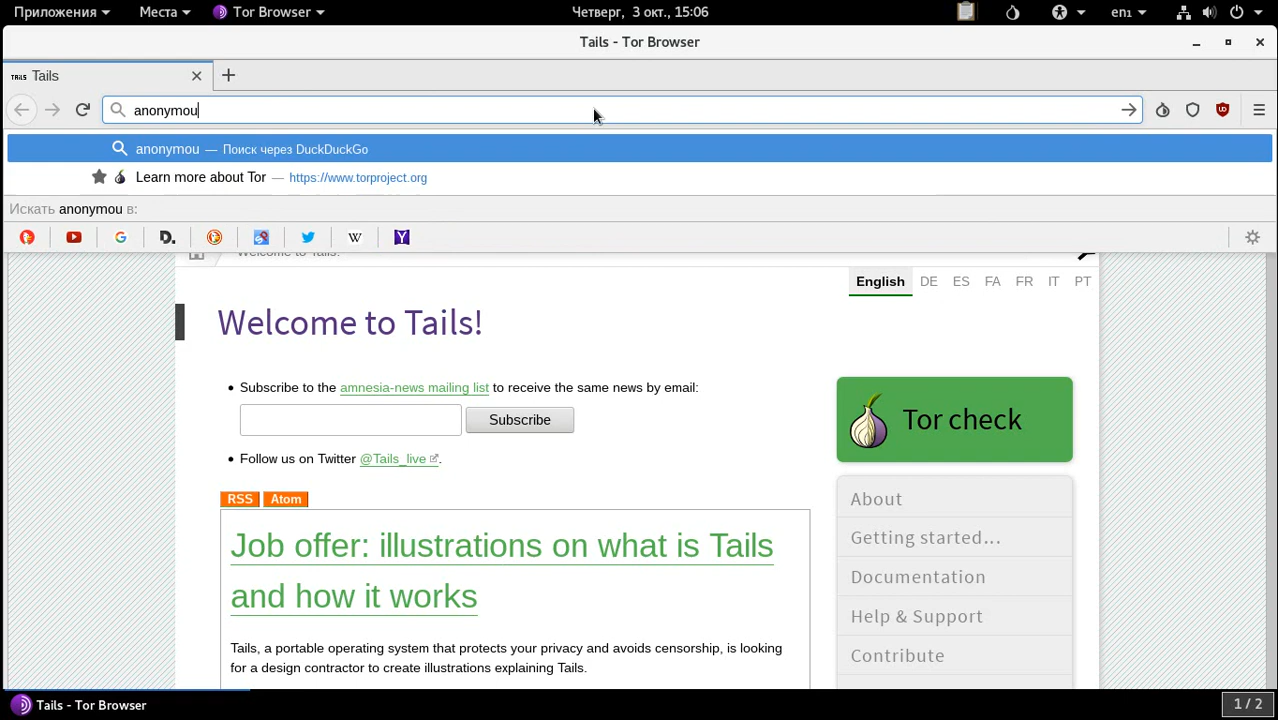 Приложения Места Tor Browser Четверг, 3 окт., 15:06 en1
Tails - Tor Browser
TAILS Tails
anonymou
anonymou — Поиск через DuckDuckGo
Learn more about Tor — https://www.torproject.org
Искать anonymou в:
Welcome to Tails!
English DE ES FA FR IT PT
Welcome to Tails!
Subscribe to the amnesia-news mailing list to receive the same news by email:
Subscribe
Follow us on Twitter @Tails_live.
RSS Atom
Job offer: illustrations on what is Tails
and how it works
Tails, a portable operating system that protects your privacy and avoids censorship, is looking
for a design contractor to create illustrations explaining Tails.
Tor check
About
Getting started...
Documentation
Help & Support
Contribute
Tails - Tor Browser
1 / 2